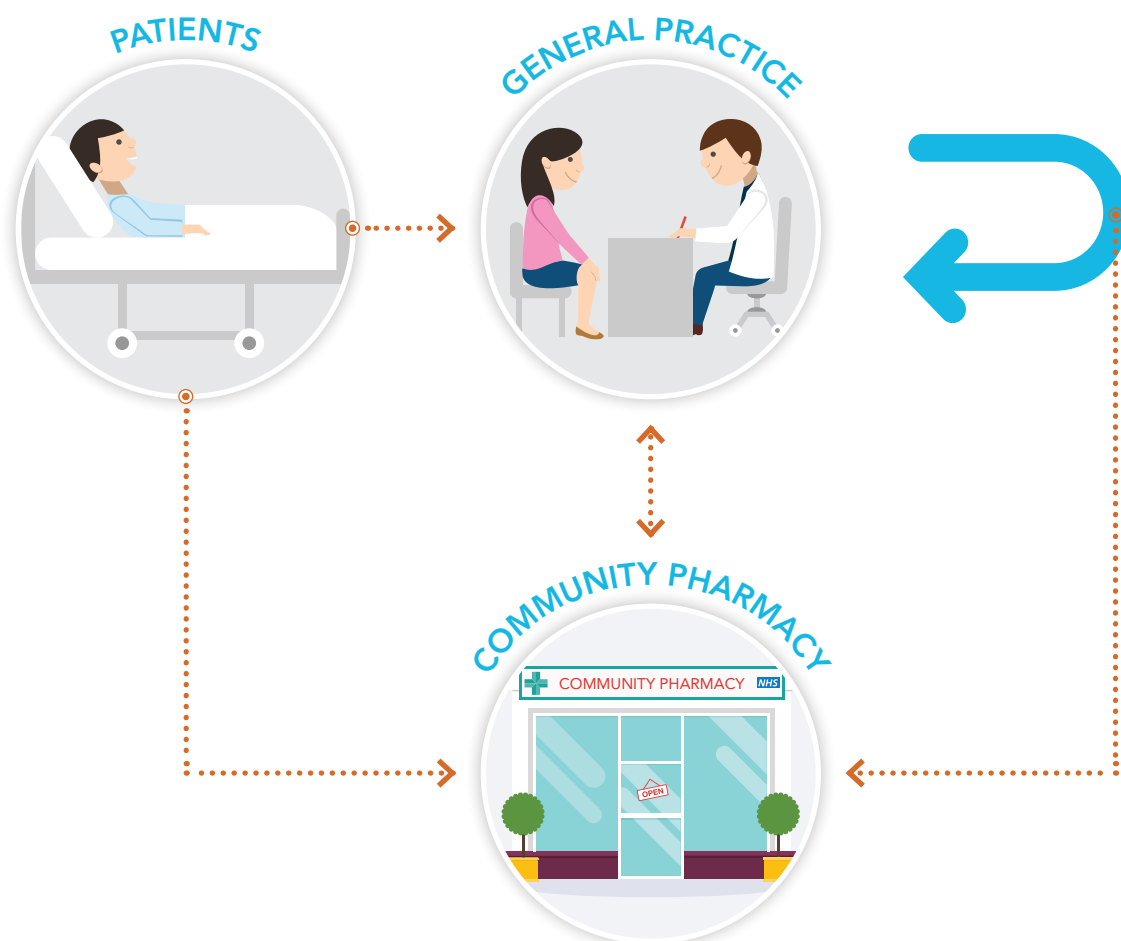 PATIENTS
GENERAL PRACTICE
COMMUNITY PHARMACY
COMMUNITY PHARMACY NHS
OPEN